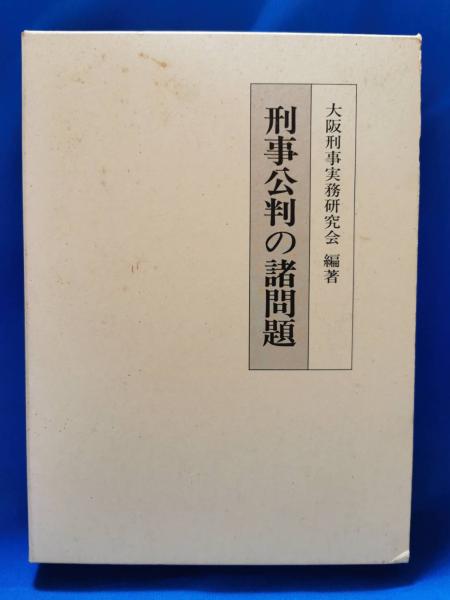 大阪刑事実務研究会 編著
刑事公判の諸問題